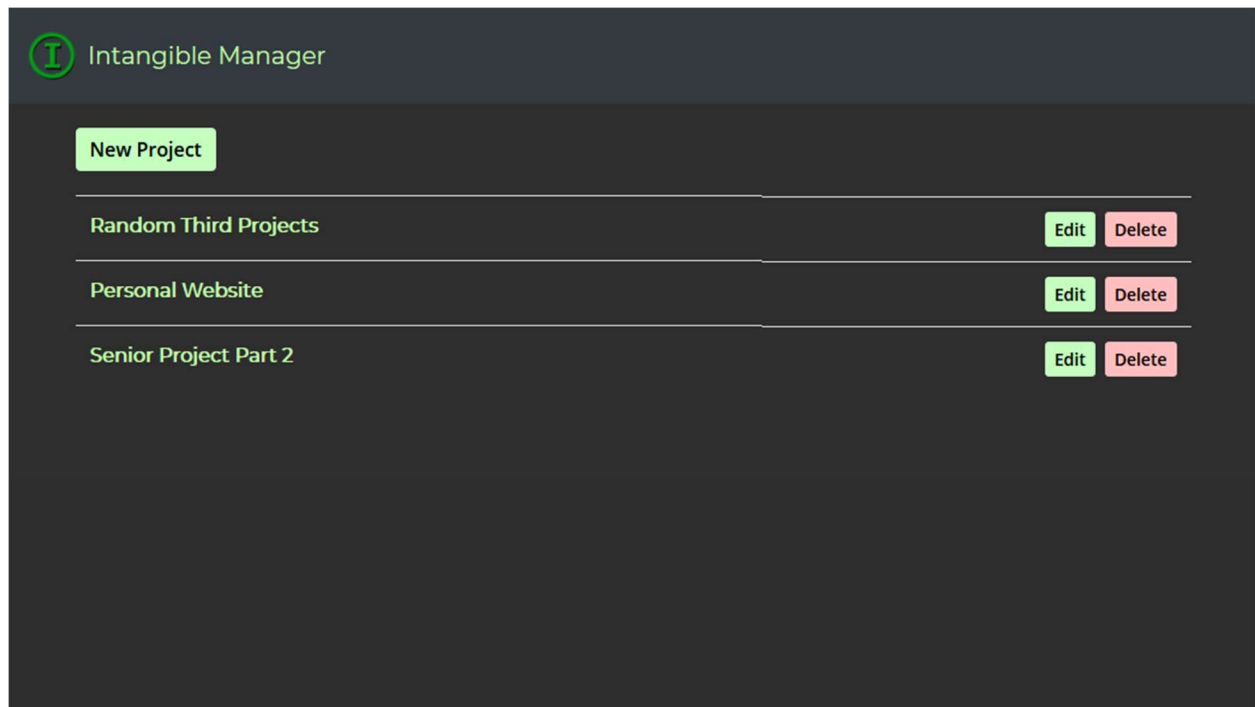 I Intangible Manager
New Project
Random Third Projects Edit Delete
Personal Website Edit Delete
Senior Project Part 2 Edit Delete